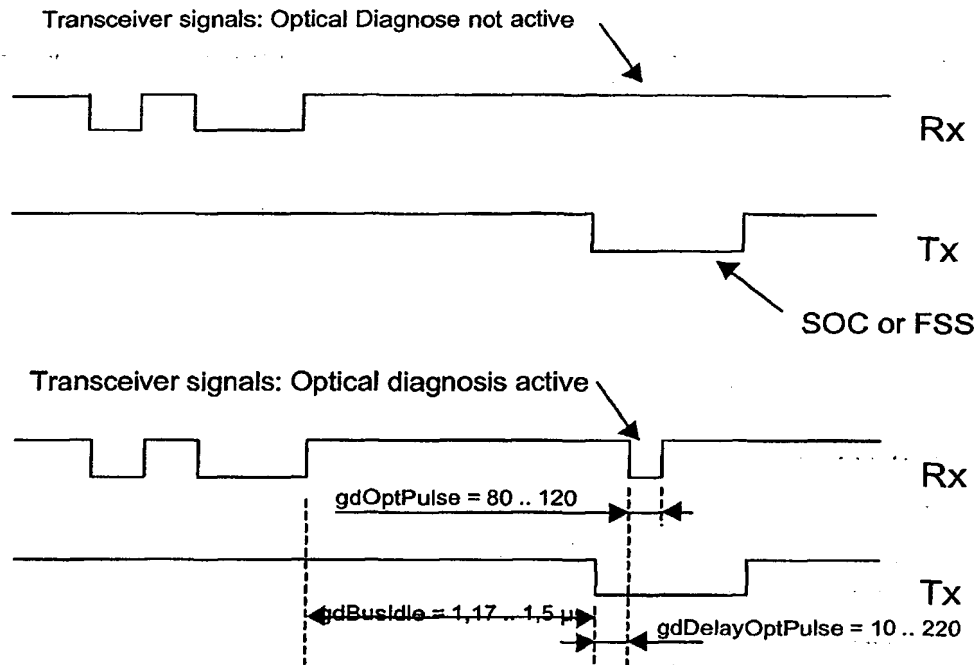 Transceiver signals: Optical Diagnose not active
Rx
Tx
SOC or FSS
Transceiver signals: Optical diagnosis active
Rx
gdOptPulse = 80 .. 120
Tx
gdBusIdle = 1,17 .. 1,5 µ
gdDelayOptPulse = 10 .. 220